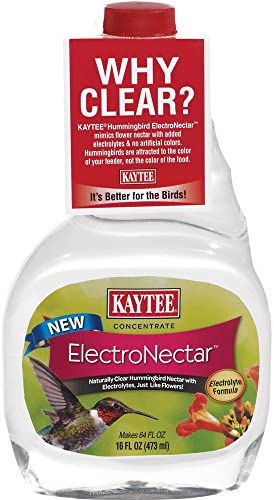 WHY
CLEAR?
KAYTEE® Hummingbird ElectroNectar™
mimics flower nectar with added
electrolytes & no artificial colors.
Hummingbirds are attracted to the color
of your feeder, not the color of the food.
KAYTEE
It's Better for the Birds!
KAYTEE
CONCENTRATE
NEW
ElectroNectar™
Naturally Clear Hummingbird Nectar with
Electrolytes, Just Like Flowers!
Electrolyte
Formula
Makes 64 FL OZ
16 FL OZ (473 ml)